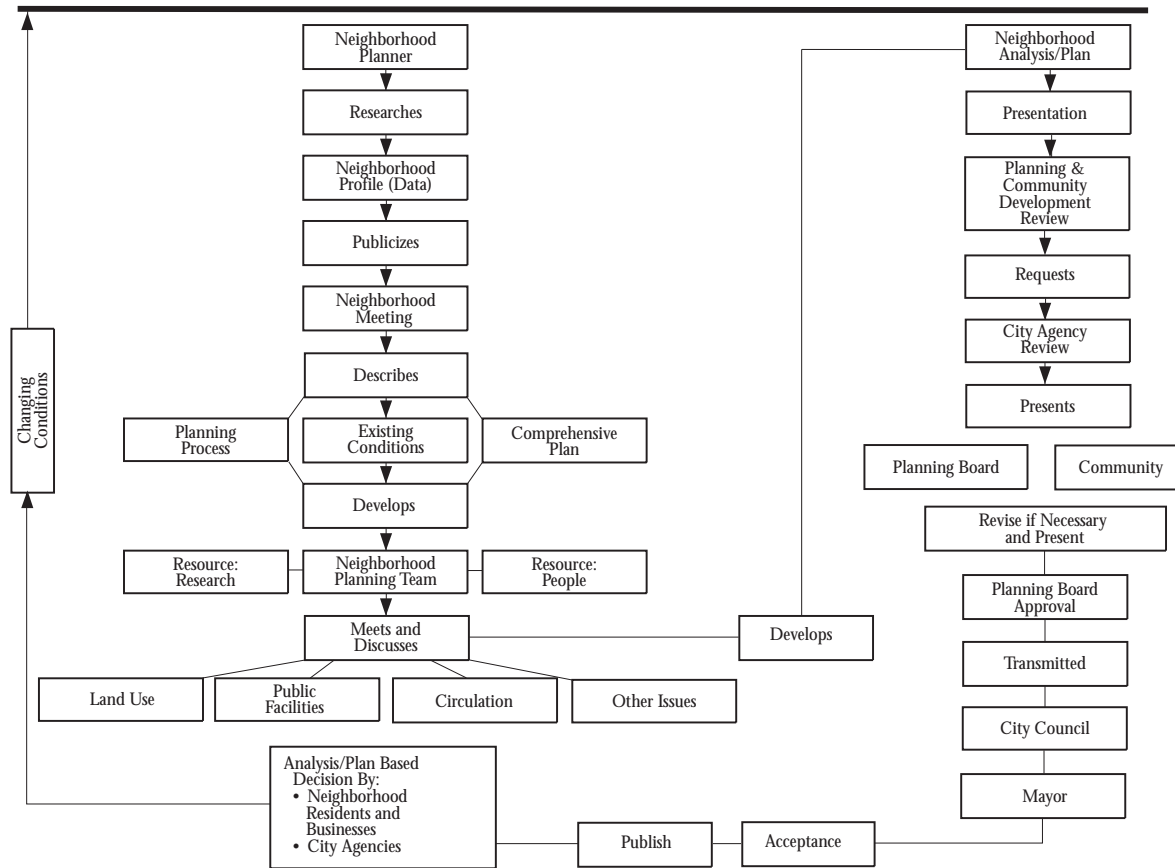 Neighborhood
Planner
Researches
Neighborhood
Profile (Data)
Publicizes
Neighborhood
Meeting
Describes
Planning
Process
Existing
Conditions
Comprehensive
Plan
Develops
Resource:
Research
Neighborhood
Planning Team
Resource:
People
Meets and
Discusses
Develops
Land Use
Public
Facilities
Circulation
Other Issues
Neighborhood
Analysis/Plan
Presentation
Planning &
Community
Development
Review
Requests
City Agency
Review
Presents
Planning Board
Community
Revise if Necessary
and Present
Planning Board
Approval
Transmitted
City Council
Mayor
Acceptance
Publish
Analysis/Plan Based
Decision By:
• Neighborhood
Residents and
Businesses
• City Agencies
Changing
Conditions